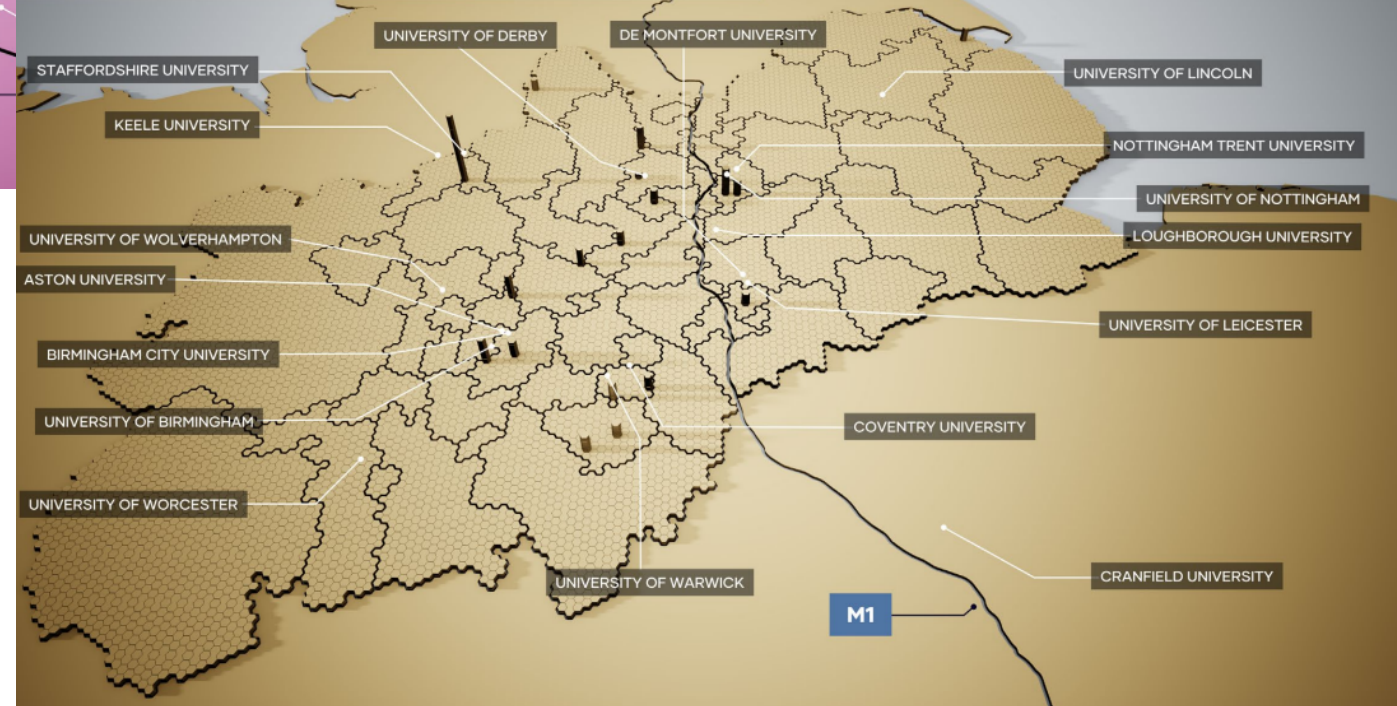 UNIVERSITY OF DERBY
DE MONTFORT UNIVERSITY
STAFFORDSHIRE UNIVERSITY
UNIVERSITY OF LINCOLN
KEELE UNIVERSITY
NOTTINGHAM TRENT UNIVERSITY
UNIVERSITY OF NOTTINGHAM
UNIVERSITY OF WOLVERHAMPTON
LOUGHBOROUGH UNIVERSITY
ASTON UNIVERSITY
UNIVERSITY OF LEICESTER
BIRMINGHAM CITY UNIVERSITY
UNIVERSITY OF BIRMINGHAM
COVENTRY UNIVERSITY
UNIVERSITY OF WORCESTER
UNIVERSITY OF WARWICK
CRANFIELD UNIVERSITY
M1